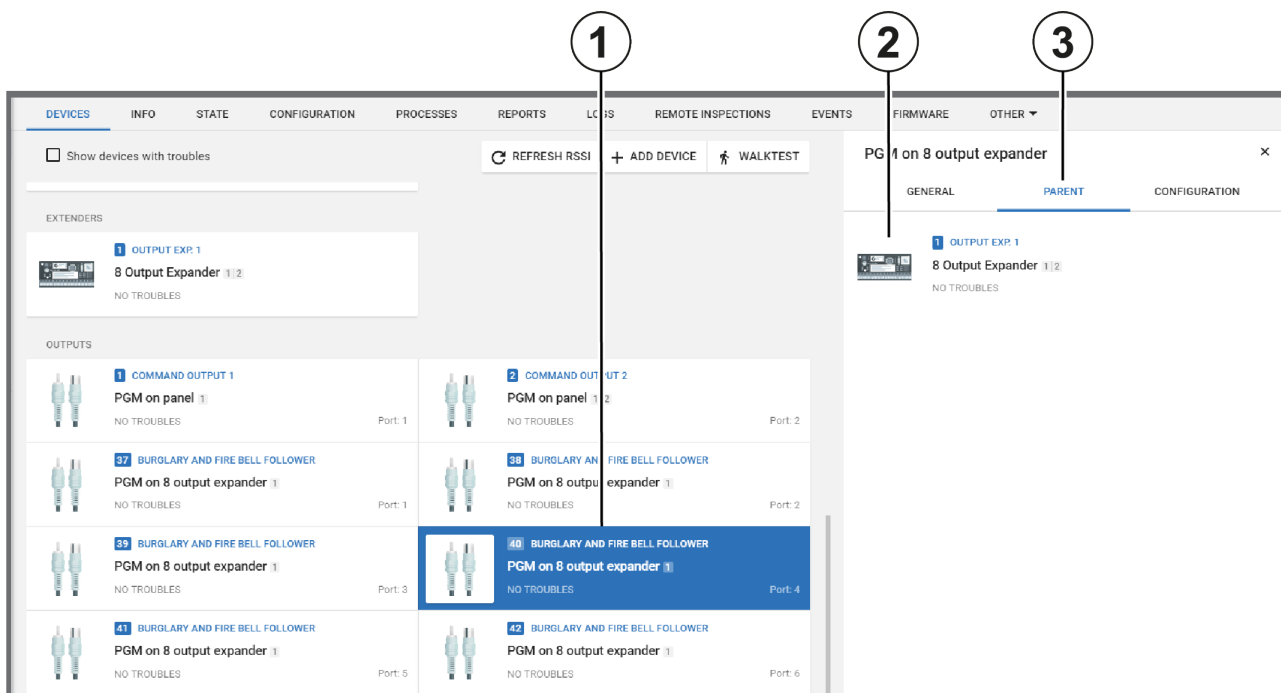 1
2
3
DEVICES INFO STATE CONFIGURATION PROCESSES REPORTS LOGS REMOTE INSPECTIONS EVENTS FIRMWARE OTHER
Show devices with troubles
REFRESH RSSI
+ ADD DEVICE
WALKTEST
EXTENDERS
1 OUTPUT EXP. 1
8 Output Expander 1 2
NO TROUBLES
OUTPUTS
1 COMMAND OUTPUT 1
PGM on panel 1
NO TROUBLES Port: 1
2 COMMAND OUTPUT 2
PGM on panel 1 2
NO TROUBLES Port: 2
37 BURGLARY AND FIRE BELL FOLLOWER
PGM on 8 output expander 1
NO TROUBLES Port: 1
38 BURGLARY AND FIRE BELL FOLLOWER
PGM on 8 output expander 1
NO TROUBLES Port: 2
39 BURGLARY AND FIRE BELL FOLLOWER
PGM on 8 output expander 1
NO TROUBLES Port: 3
40 BURGLARY AND FIRE BELL FOLLOWER
PGM on 8 output expander 1
NO TROUBLES Port: 4
41 BURGLARY AND FIRE BELL FOLLOWER
PGM on 8 output expander 1
NO TROUBLES Port: 5
42 BURGLARY AND FIRE BELL FOLLOWER
PGM on 8 output expander 1
NO TROUBLES Port: 6
PGM on 8 output expander ×
GENERAL PARENT CONFIGURATION
1 OUTPUT EXP. 1
8 Output Expander 1 2
NO TROUBLES